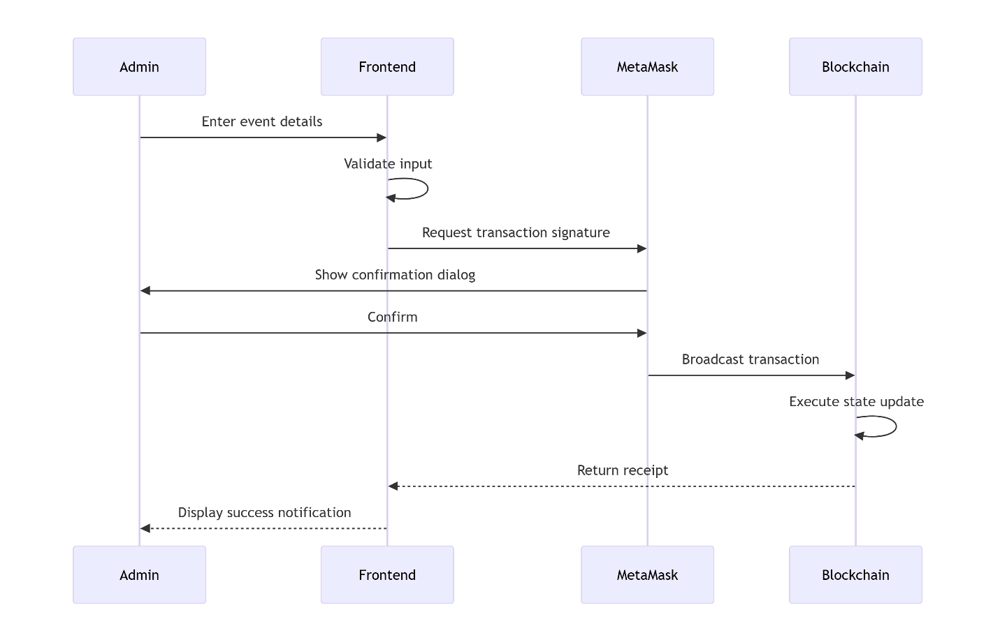 Admin
Frontend
MetaMask
Blockchain
Enter event details
Validate input
Request transaction signature
Show confirmation dialog
Confirm
Broadcast transaction
Execute state update
Return receipt
Display success notification
Admin
Frontend
MetaMask
Blockchain